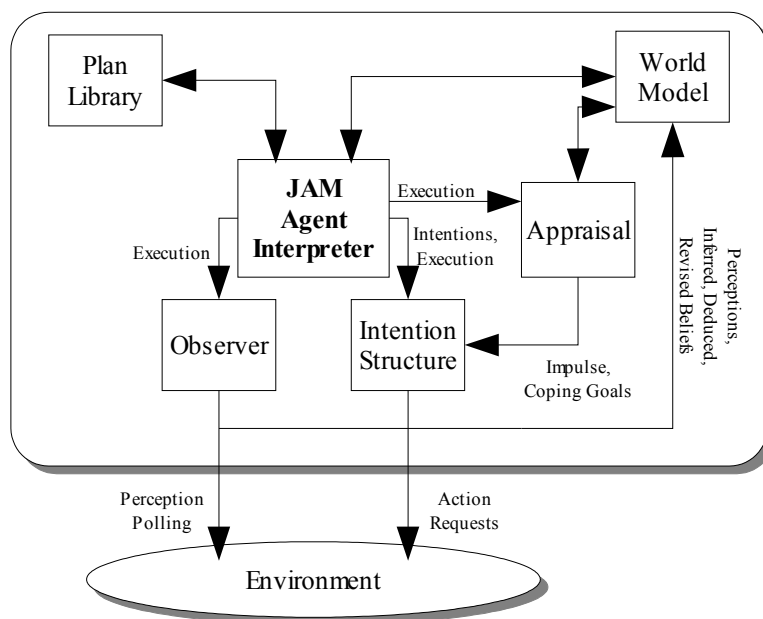 Plan
Library
World
Model
JAM
Agent
Interpreter
Execution
Appraisal
Execution
Intentions,
Execution
Observer
Intention
Structure
Impulse,
Coping Goals
Perceptions,
Inferred, Deduced,
Revised Beliefs
Perception
Polling
Action
Requests
Environment